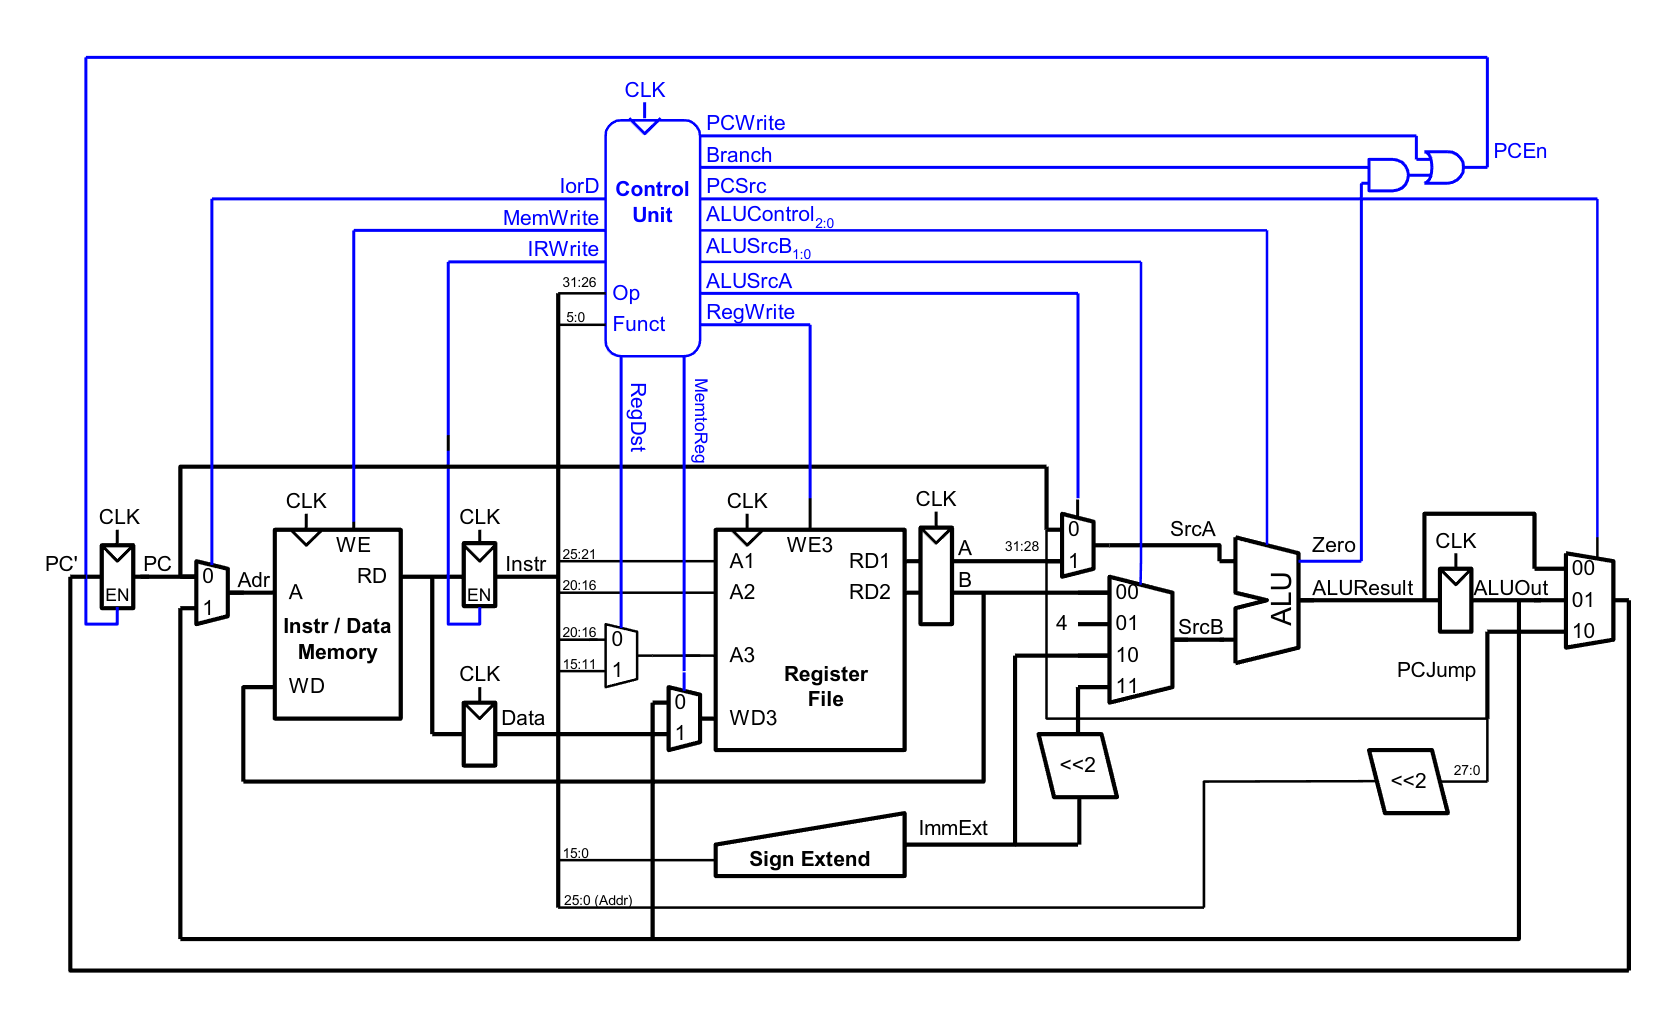 CLK
PCWrite
Branch
PCEn
IorD
Control
Unit
PCSrc
MemWrite
ALUControl2:0
IRWrite
ALUSrcB1:0
31:26
Op
ALUSrcA
5:0
Funct
RegWrite
RegDst
MemtoReg
CLK
CLK
CLK
CLK
CLK
CLK
PC'
EN
PC
0
1
Adr
WE
A
RD
Instr / Data
Memory
WD
EN
Instr
25:21
20:16
20:16
15:11
0
1
A1
A2
A3
WD3
WE3
RD1
RD2
Register
File
A
B
31:28
0
1
SrcA
4
00
01
10
11
SrcB
ALU
Zero
ALUResult
ALUOut
00
01
10
PCJump
CLK
Data
0
1
<<2
<<2
27:0
ImmExt
15:0
Sign Extend
25:0 (Addr)